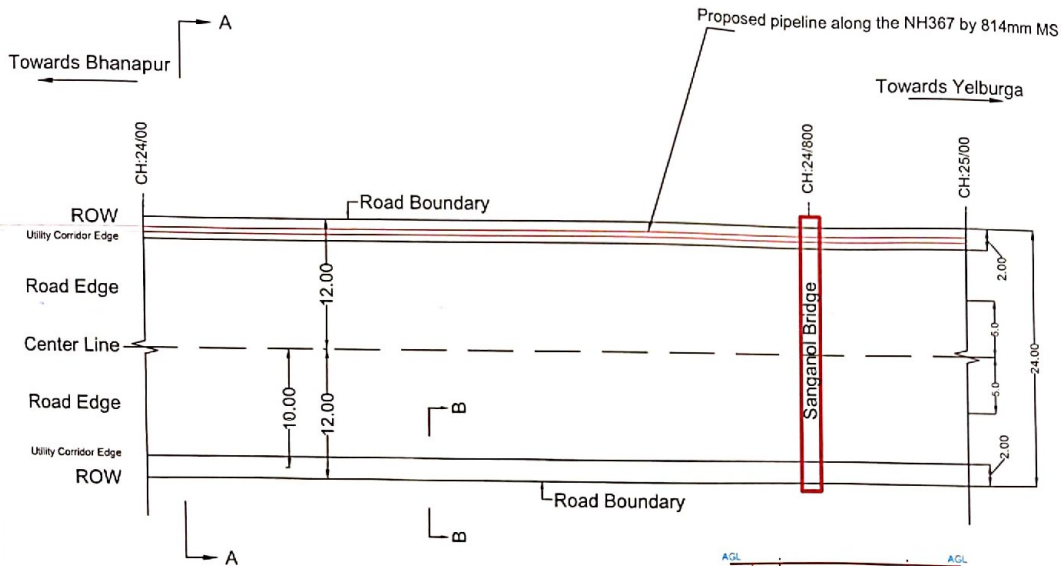 A
Proposed pipeline along the NH367 by 814mm MS
Towards Bhanapur
Towards Yelburga
CH:24/00
CH:24/800
CH:25/00
ROW
Road Boundary
Utility Corridor Edge
2.00
Road Edge
12.00
5.0
Center Line
24.00
Sanganol Bridge
Road Edge
10.00
12.00
B
5.0
Utility Corridor Edge
2.00
ROW
Road Boundary
B
A
AGL
AGL